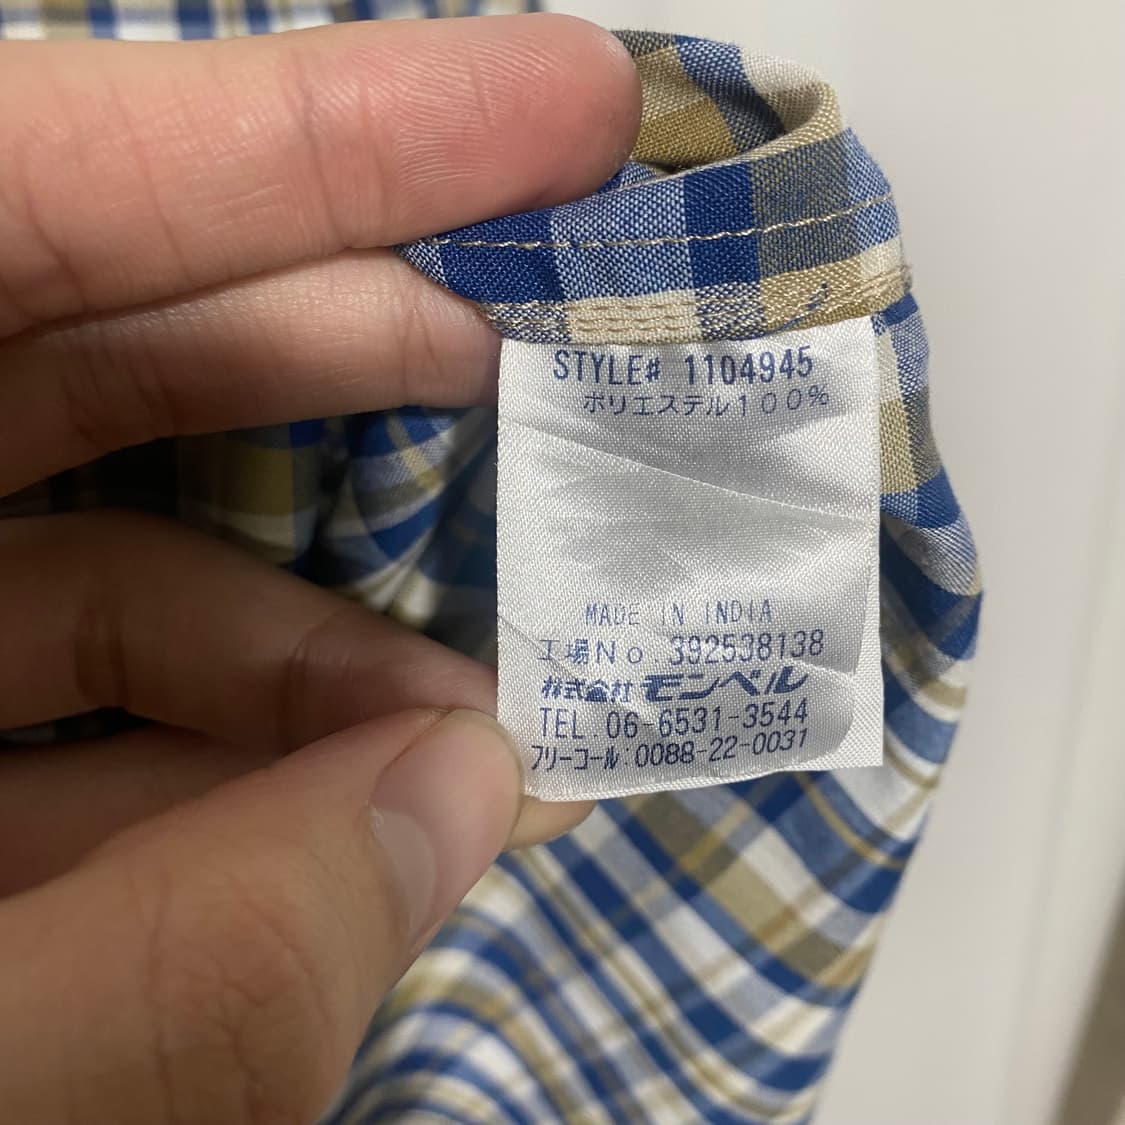 STYLE# 1104945
ポリエステル100%
MADE IN INDIA
工場No.392538138
株式会社モンベル
TEL.06-6531-3544
フリーコール:0088-22-0031